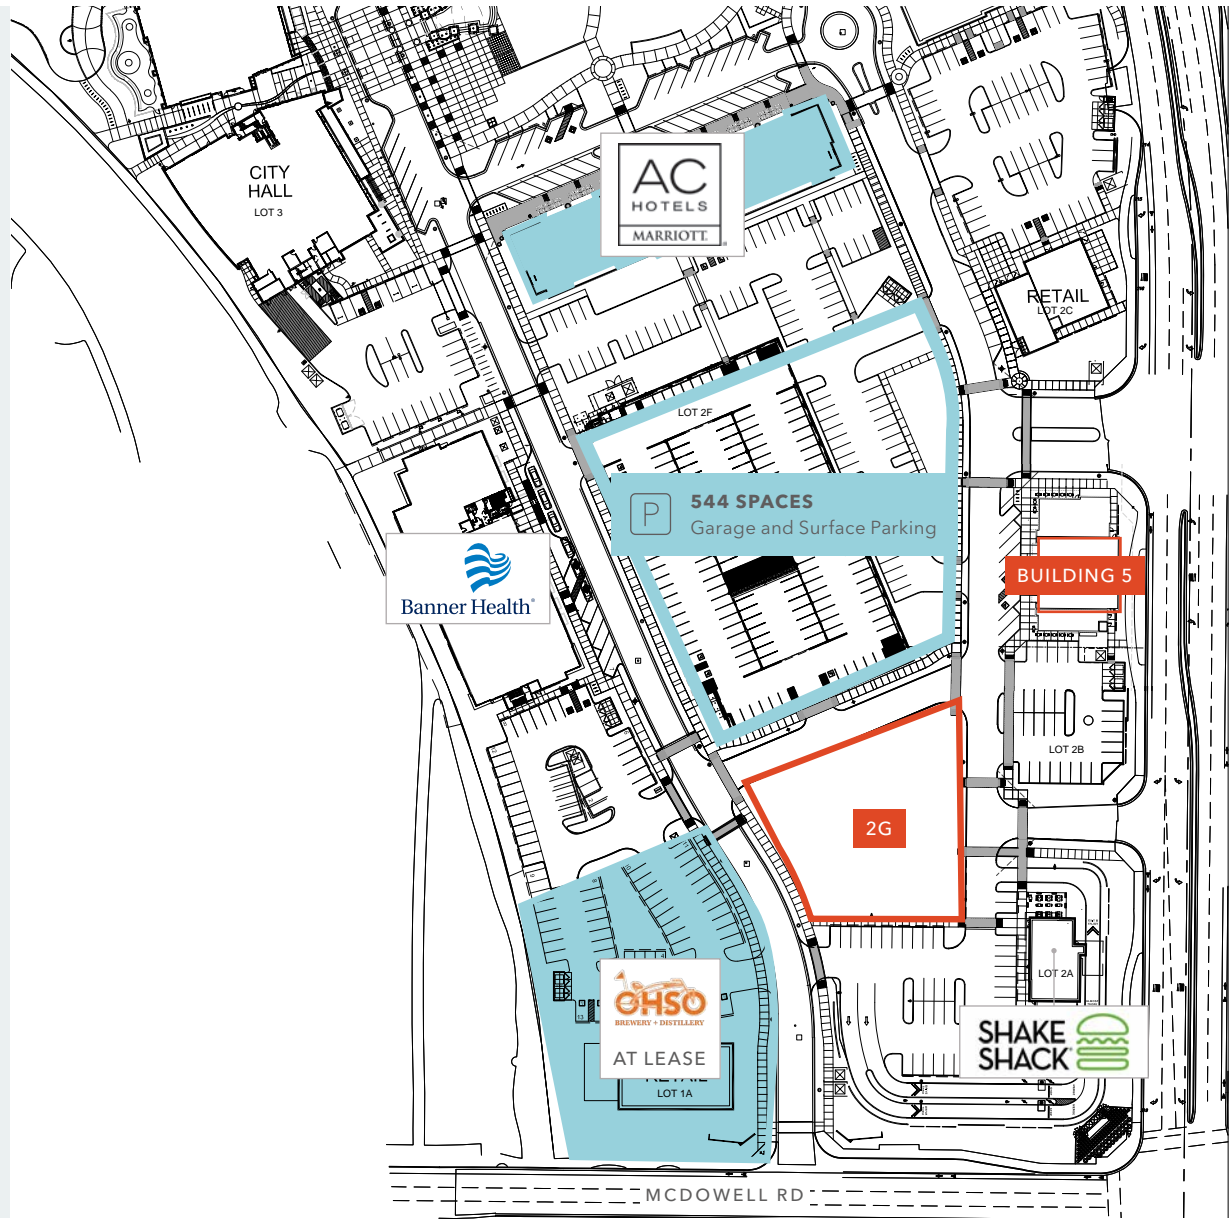 CITY
HALL
LOT 3
AC
HOTELS
MARRIOTT
RETAIL
LOT 2C
LOT 2F
P
544 SPACES
Garage and Surface Parking
Banner Health
BUILDING 5
LOT 2B
2G
LOT 2A
OHSO
BREWERY + DISTILLERY
AT LEASE
RETAIL
LOT 1A
SHAKE
SHACK
MCDOWELL RD